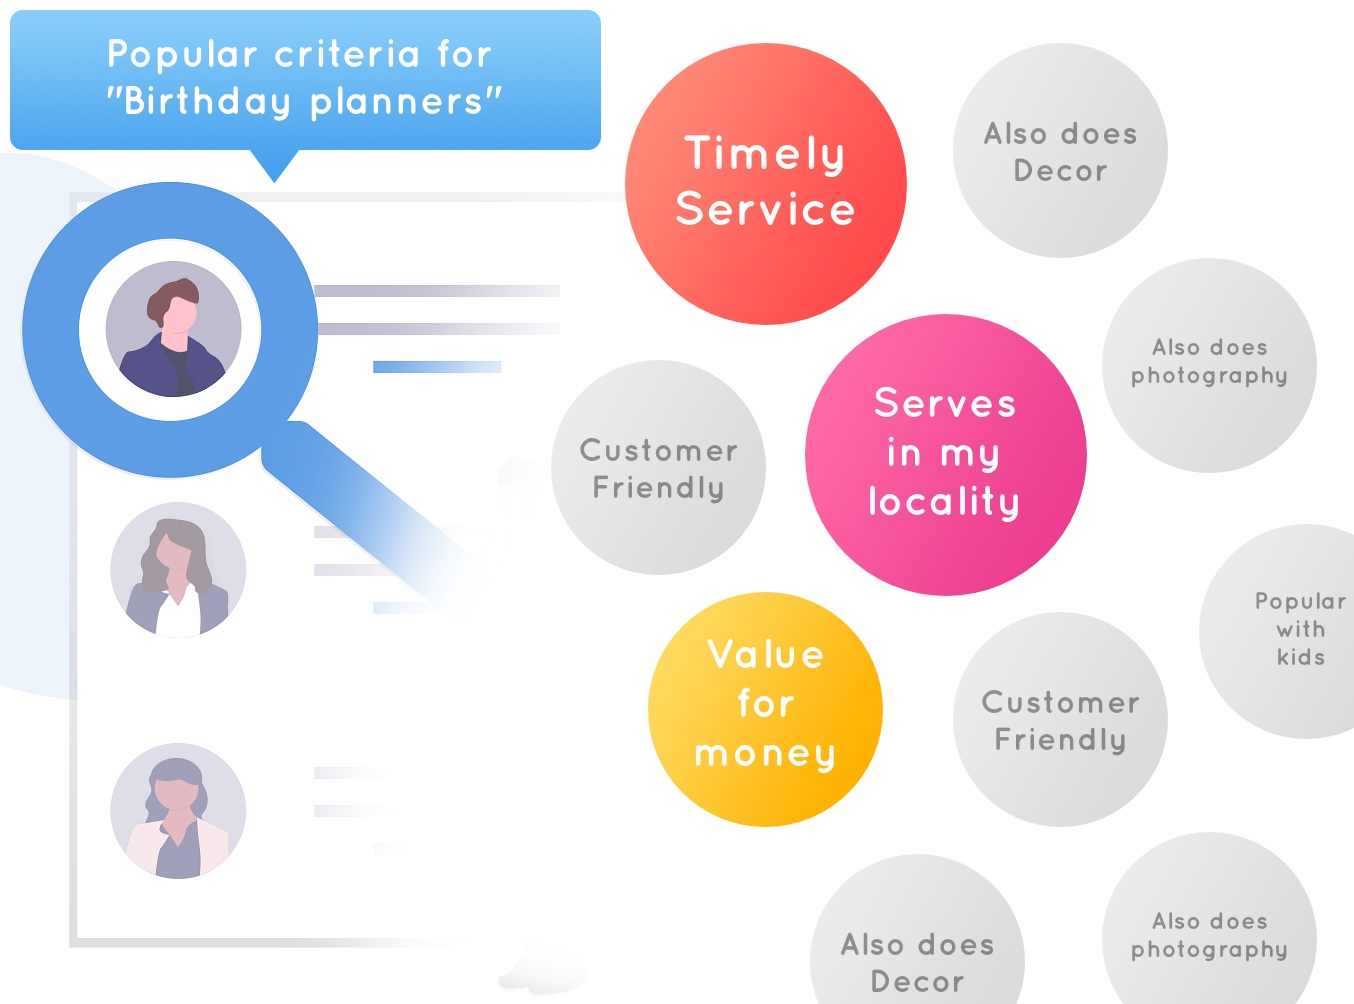 Popular criteria for
"Birthday planners"
Timely
Service
Also does
Decor
Also does
photography
Serves
in my
locality
Customer
Friendly
Popular
with
kids
Value
for
money
Customer
Friendly
Also does
Decor
Also does
photography